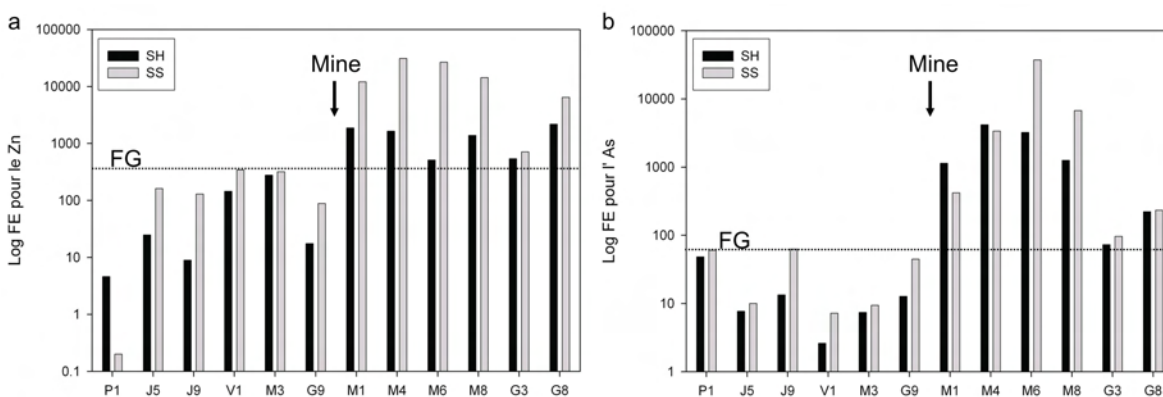 a
100000
10000
1000
100
10
1
0.1
Log FE pour le Zn
SH
SS
Mine
FG
P1 J5 J9 V1 M3 G9 M1 M4 M6 M8 G3 G8
b
100000
10000
1000
100
10
1
Log FE pour l' As
SH
SS
Mine
FG
P1 J5 J9 V1 M3 G9 M1 M4 M6 M8 G3 G8